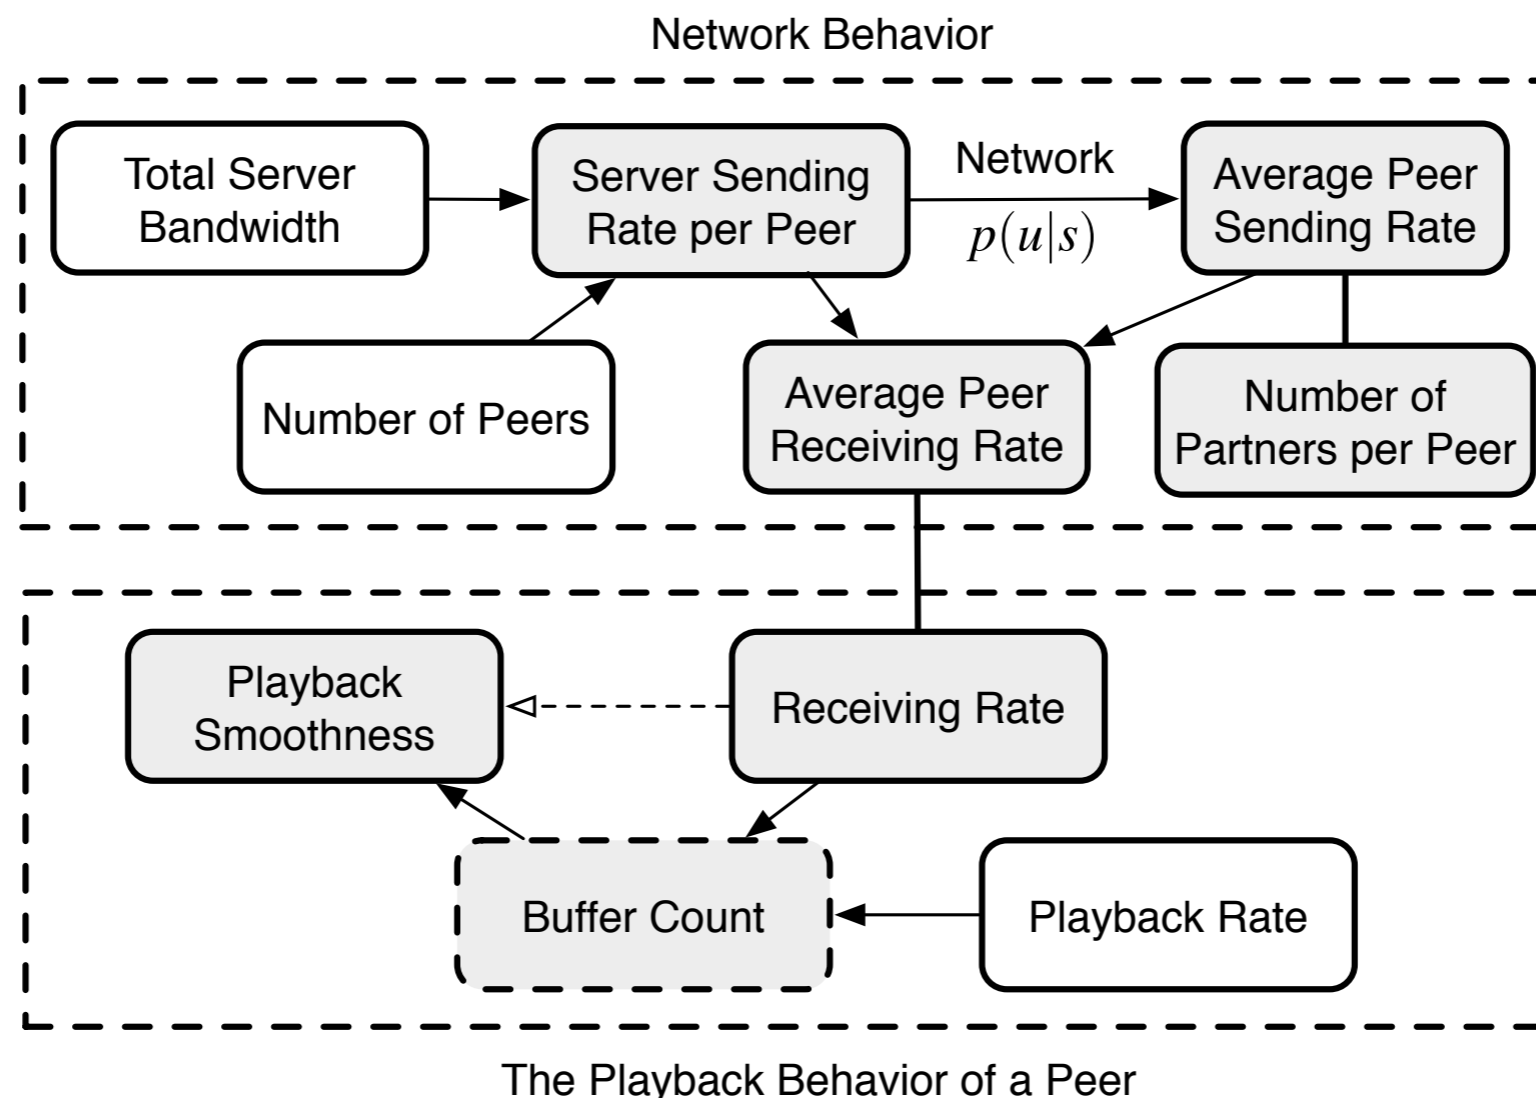 Network Behavior
Total Server
Bandwidth
Server Sending
Rate per Peer
Network
p(u|s)
Average Peer
Sending Rate
Number of Peers
Average Peer
Receiving Rate
Number of
Partners per Peer
Playback
Smoothness
Receiving Rate
Buffer Count
Playback Rate
The Playback Behavior of a Peer